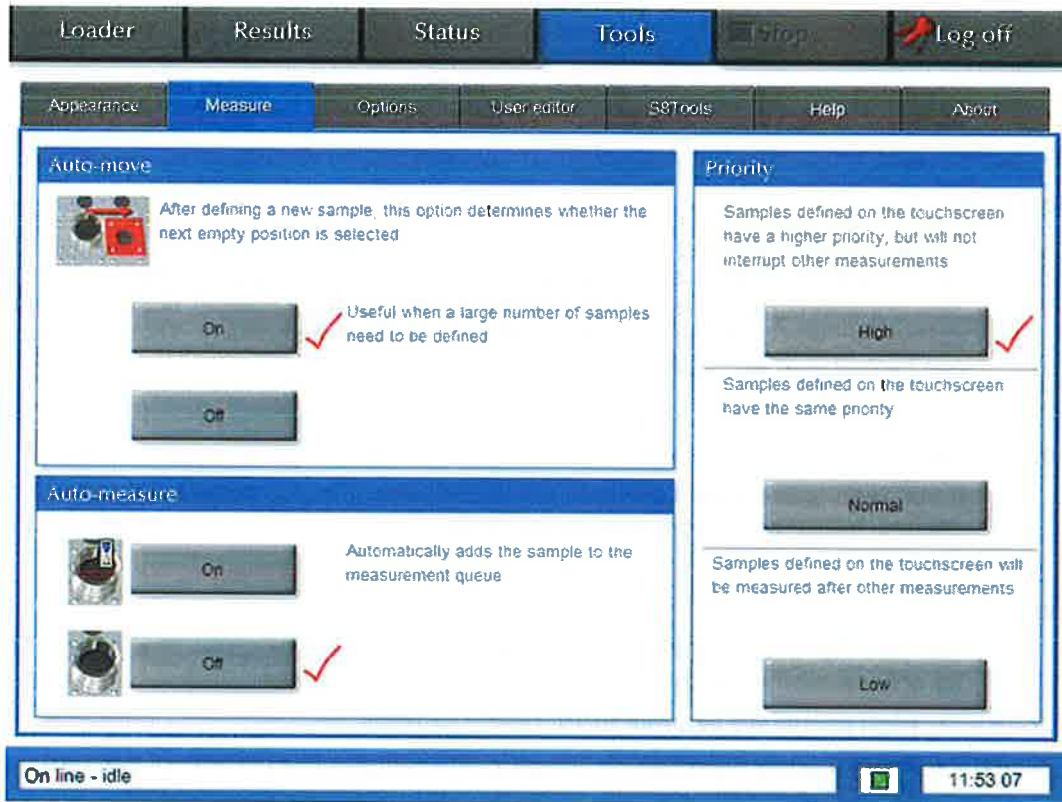 Loader Results Status Tools Stop Log off
Appearance Measure Options User editor S8Tools Help About
Auto-move
After defining a new sample, this option determines whether the
next empty position is selected
On
Useful when a large number of samples
need to be defined
Off
Auto-measure
On
Automatically adds the sample to the
measurement queue
Off
Priority
Samples defined on the touchscreen
have a higher priority, but will not
interrupt other measurements
High
Samples defined on the touchscreen
have the same priority
Normal
Samples defined on the touchscreen will
be measured after other measurements
Low
On line - idle
11:53 07